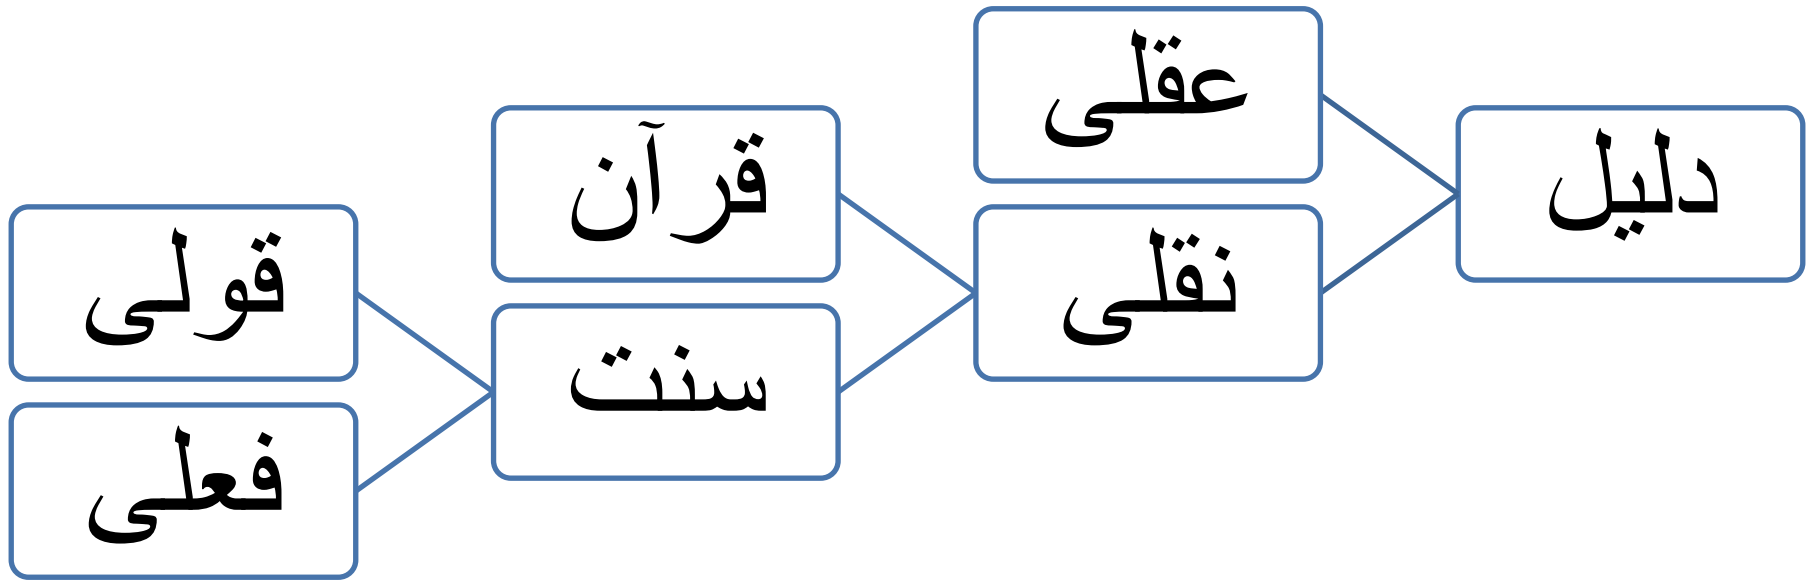 دلیل
عقلی
نقلی
قرآن
سنت
قولی
فعلی